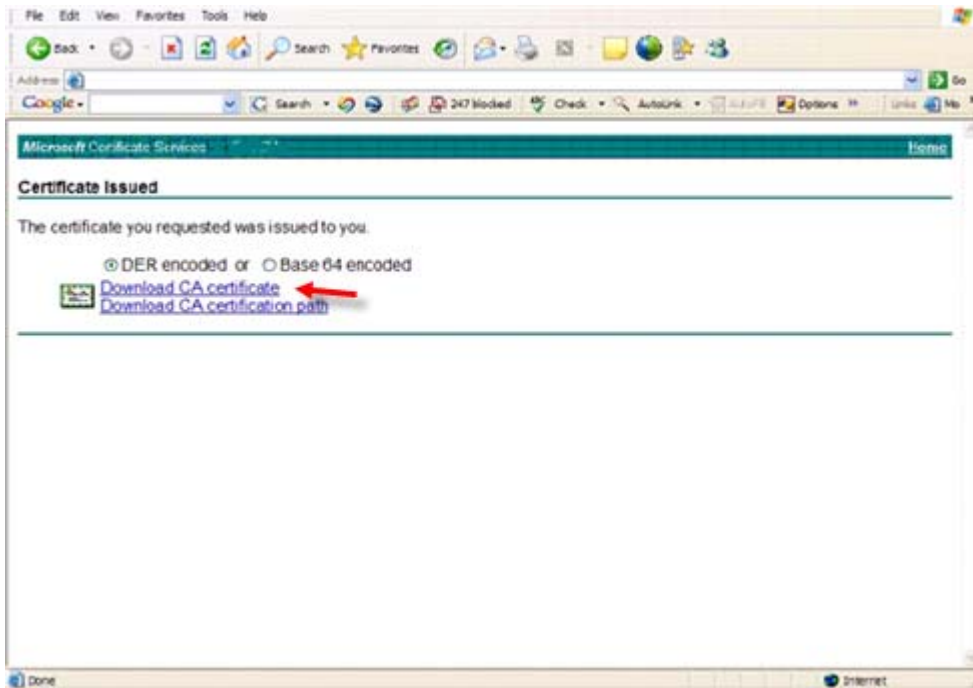 File Edit View Favorites Tools Help
Back Search Favorites
Address Go
Google Search 247 blocked Check AutoLink AutoFill Options Links
Microsoft Certificate Services Home
Certificate Issued
The certificate you requested was issued to you.
DER encoded or Base 64 encoded
Download CA certificate
Download CA certification path
Done Internet